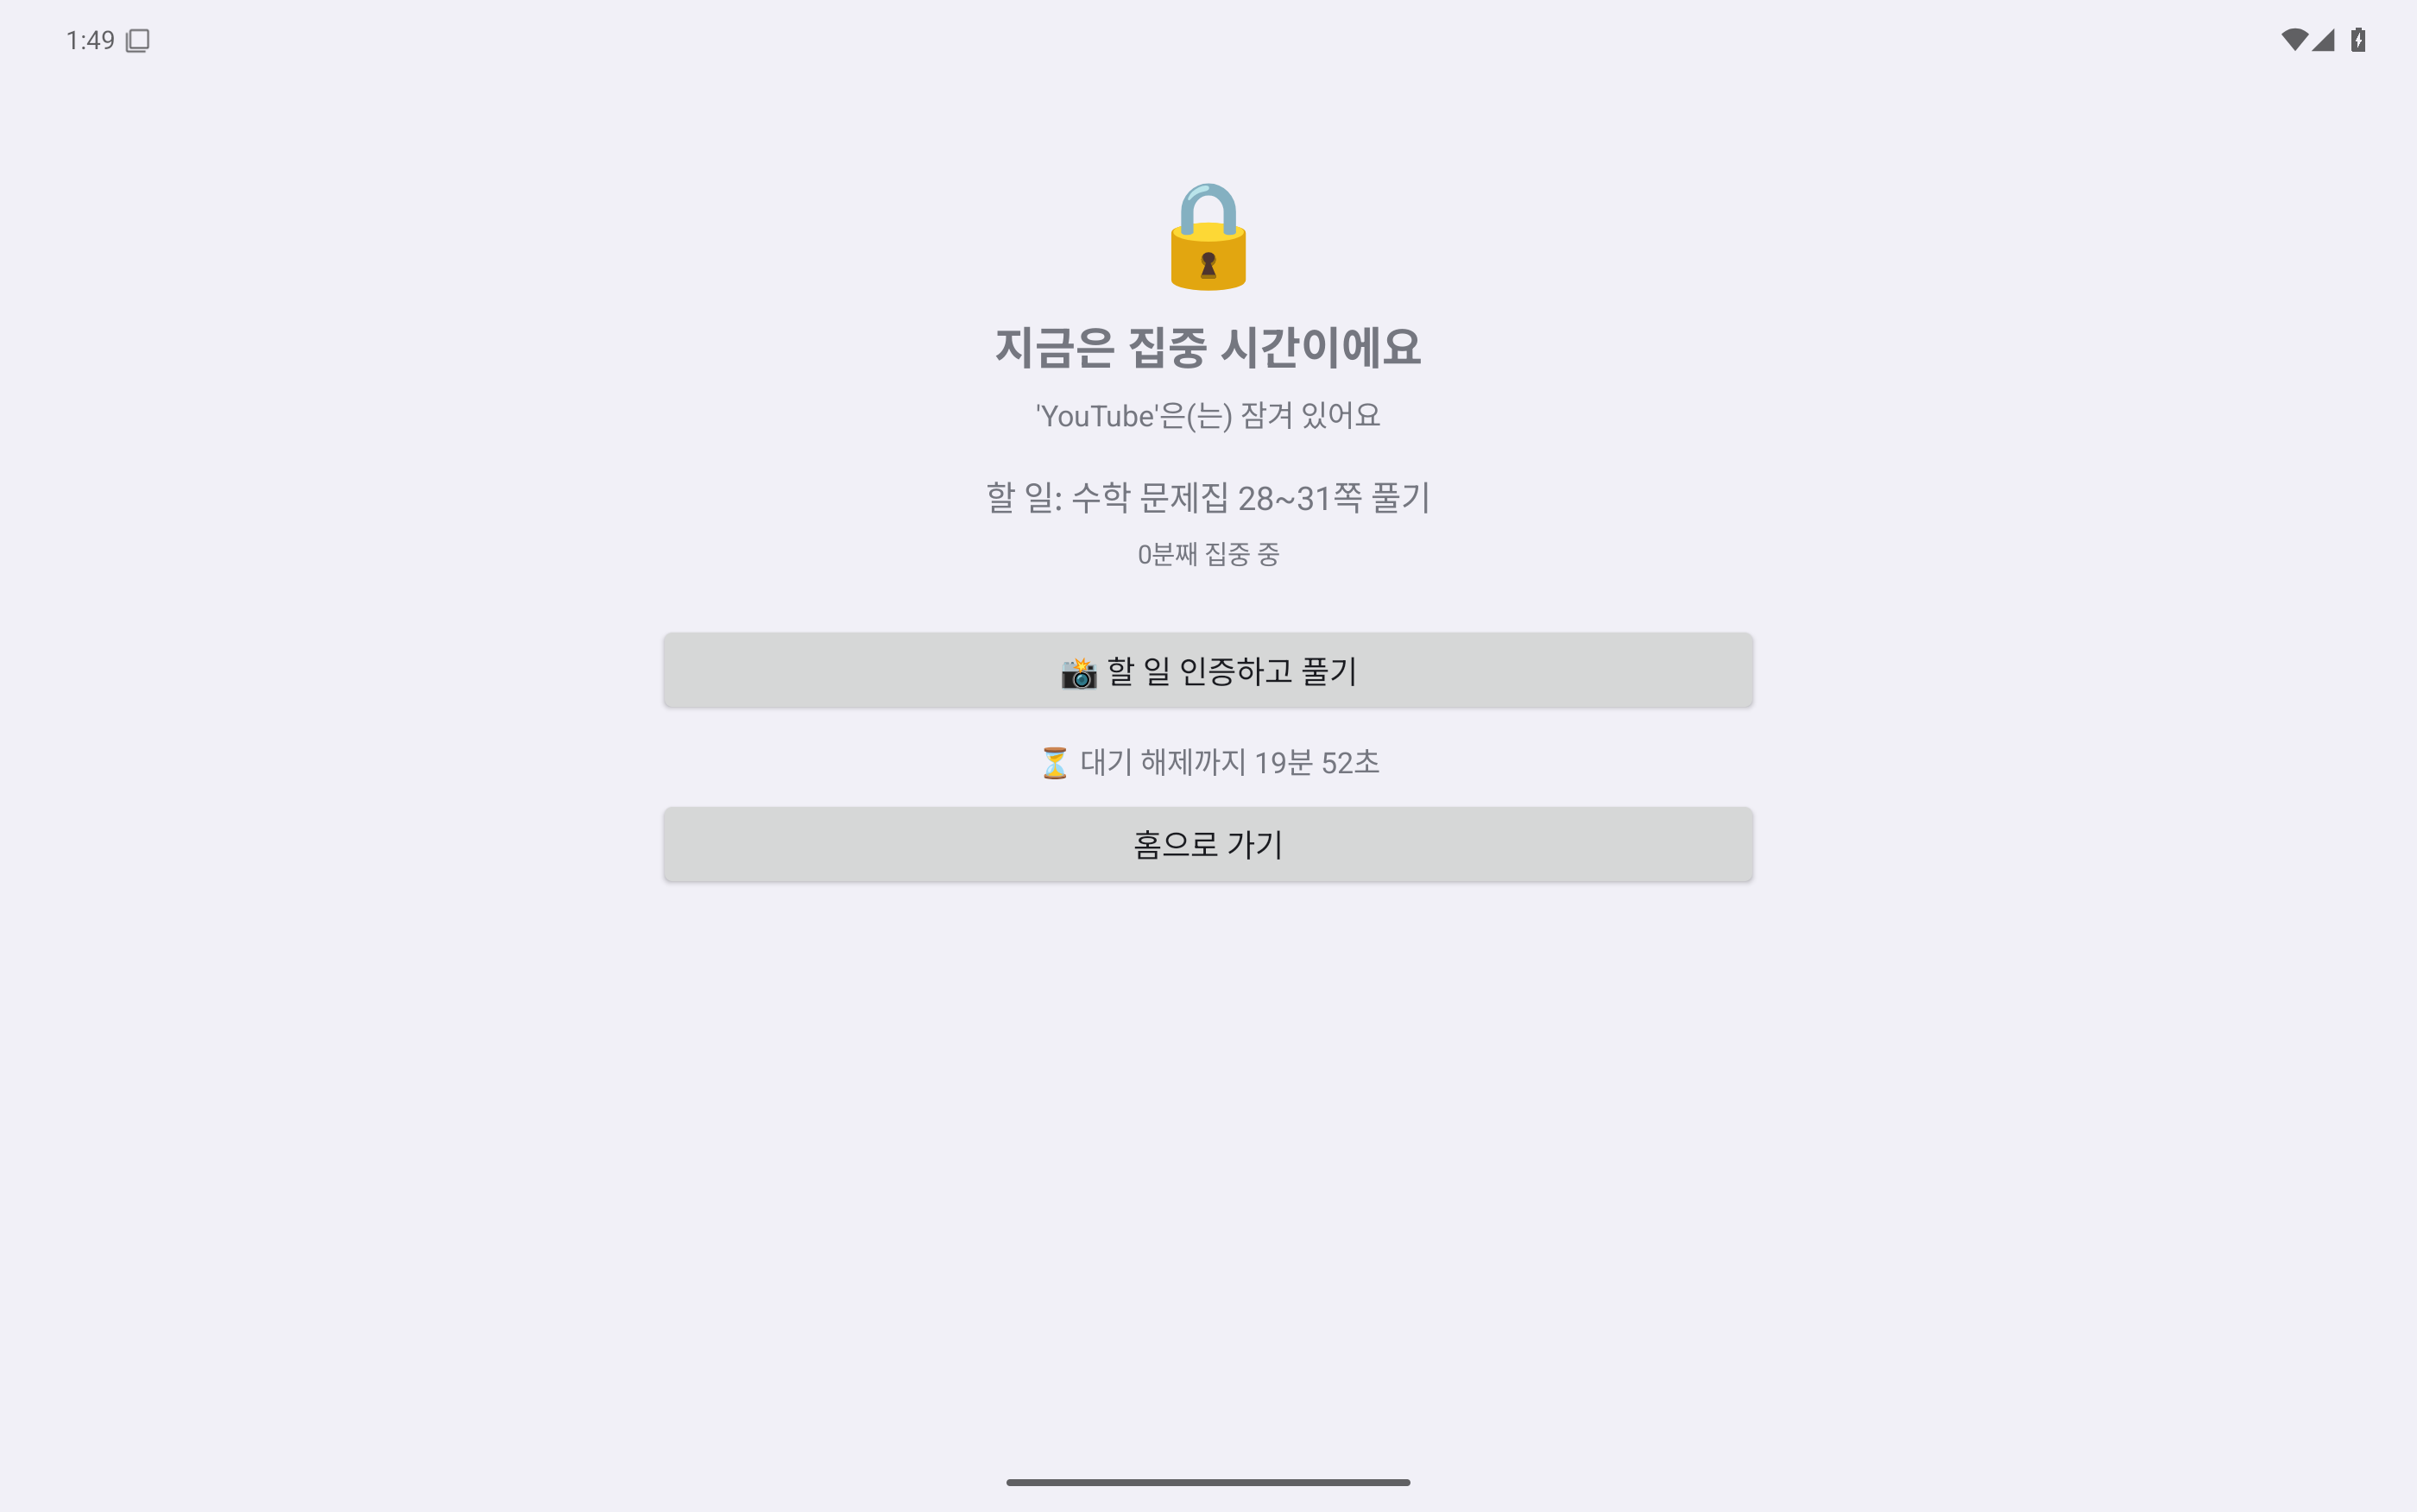 1:49
지금은 집중 시간이에요
'YouTube'은(는) 잠겨 있어요
할 일: 수학 문제집 28~31쪽 풀기
0분째 집중 중
📸 할 일 인증하고 풀기
⏳ 대기 해제까지 19분 52초
홈으로 가기